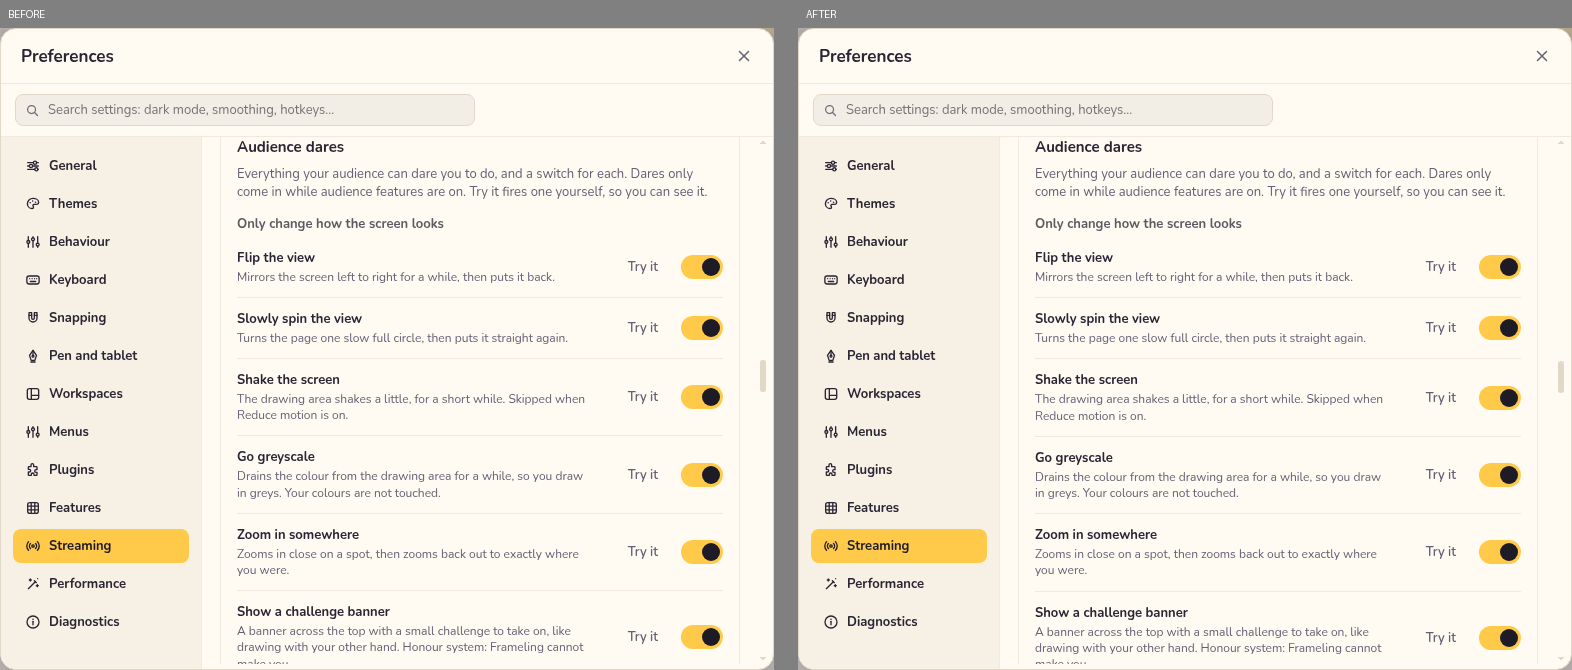 BEFORE
Preferences
Search settings: dark mode, smoothing, hotkeys...
General
Themes
Behaviour
Keyboard
Snapping
Pen and tablet
Workspaces
Menus
Plugins
Features
Streaming
Performance
Diagnostics
Audience dares
Everything your audience can dare you to do, and a switch for each. Dares only
come in while audience features are on. Try it fires one yourself, so you can see it.
Only change how the screen looks
Flip the view
Mirrors the screen left to right for a while, then puts it back.
Try it
Slowly spin the view
Turns the page one slow full circle, then puts it straight again.
Try it
Shake the screen
The drawing area shakes a little, for a short while. Skipped when
Reduce motion is on.
Try it
Go greyscale
Drains the colour from the drawing area for a while, so you draw
in greys. Your colours are not touched.
Try it
Zoom in somewhere
Zooms in close on a spot, then zooms back out to exactly where
you were.
Try it
Show a challenge banner
A banner across the top with a small challenge to take on, like
drawing with your other hand. Honour system: Frameling cannot
make you
Try it
AFTER
Preferences
Search settings: dark mode, smoothing, hotkeys...
General
Themes
Behaviour
Keyboard
Snapping
Pen and tablet
Workspaces
Menus
Plugins
Features
Streaming
Performance
Diagnostics
Audience dares
Everything your audience can dare you to do, and a switch for each. Dares only
come in while audience features are on. Try it fires one yourself, so you can see it.
Only change how the screen looks
Flip the view
Mirrors the screen left to right for a while, then puts it back.
Try it
Slowly spin the view
Turns the page one slow full circle, then puts it straight again.
Try it
Shake the screen
The drawing area shakes a little, for a short while. Skipped when
Reduce motion is on.
Try it
Go greyscale
Drains the colour from the drawing area for a while, so you draw
in greys. Your colours are not touched.
Try it
Zoom in somewhere
Zooms in close on a spot, then zooms back out to exactly where
you were.
Try it
Show a challenge banner
A banner across the top with a small challenge to take on, like
drawing with your other hand. Honour system: Frameling cannot
make you
Try it